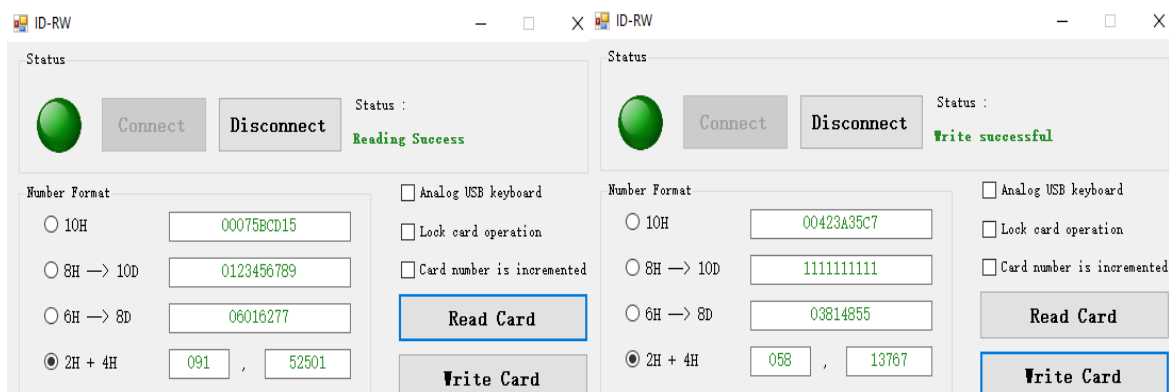 ID-RW
Status
Connect
Disconnect
Status :
Reading Success
Number Format
10H
00075BCD15
8H —> 10D
0123456789
6H —> 8D
06016277
2H + 4H
091 , 52501
Analog USB keyboard
Lock card operation
Card number is incremented
Read Card
Write Card
ID-RW
Status
Connect
Disconnect
Status :
Write successful
Number Format
10H
00423A35C7
8H —> 10D
1111111111
6H —> 8D
03814855
2H + 4H
058 , 13767
Analog USB keyboard
Lock card operation
Card number is incremented
Read Card
Write Card